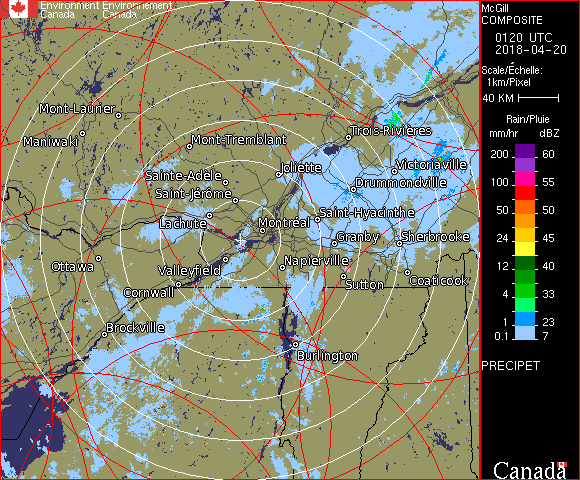 Environment Environnement
Canada Canada
McGill
COMPOSITE
0120 UTC
2018-04-20
Scale/Échelle:
1km/Pixel
40 KM
Rain/Pluie
mm/hr dBZ
200 60
150 60
100 55
50 50
24 45
12 40
4 33
1 23
0.1 7
PRECIPET
Canada
Mont-Laurier
Maniwaki
Mont-Tremblant
Trois-Rivières
Joliette
Victoriaville
Sainte-Adèle
Drummondville
Saint-Jérôme
Saint-Hyacinthe
Lachute
Montréal
Granby
Sherbrooke
Ottawa
Valleyfield
Napierville
Cornwall
Sutton
Coaticook
Brockville
Burlington